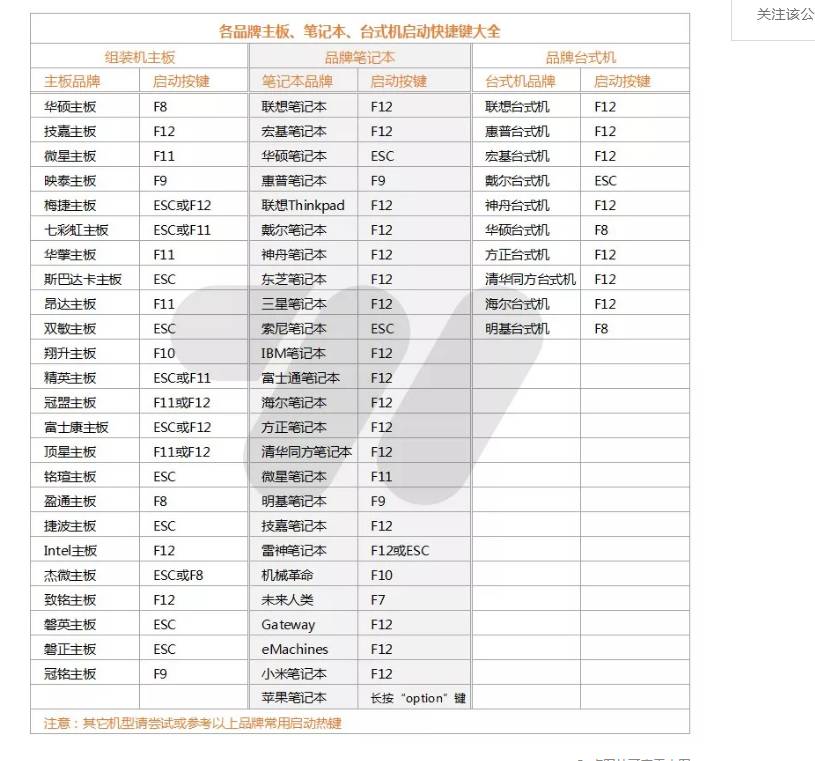 关注该公
各品牌主板、笔记本、台式机启动快捷键大全
组装机主板 品牌笔记本 品牌台式机
主板品牌 启动按键 笔记本品牌 启动按键 台式机品牌 启动按键
华硕主板 F8 联想笔记本 F12 联想台式机 F12
技嘉主板 F12 宏基笔记本 F12 惠普台式机 F12
微星主板 F11 华硕笔记本 ESC 宏基台式机 F12
映泰主板 F9 惠普笔记本 F9 戴尔台式机 ESC
梅捷主板 ESC或F12 联想Thinkpad F12 神舟台式机 F12
七彩虹主板 ESC或F11 戴尔笔记本 F12 华硕台式机 F8
华擎主板 F11 神舟笔记本 F12 方正台式机 F12
斯巴达卡主板 ESC 东芝笔记本 F12 清华同方台式机 F12
昂达主板 F11 三星笔记本 F12 海尔台式机 F12
双敏主板 ESC 索尼笔记本 ESC 明基台式机 F8
翔升主板 F10 IBM笔记本 F12
精英主板 ESC或F11 富士通笔记本 F12
冠盟主板 F11或F12 海尔笔记本 F12
富士康主板 ESC或F12 方正笔记本 F12
顶星主板 F11或F12 清华同方笔记本 F12
铭瑄主板 ESC 微星笔记本 F11
盈通主板 F8 明基笔记本 F9
捷波主板 ESC 技嘉笔记本 F12
Intel主板 F12 雷神笔记本 F12或ESC
杰微主板 ESC或F8 机械革命 F10
致铭主板 F12 未来人类 F7
磐英主板 ESC Gateway F12
磐正主板 ESC eMachines F12
冠铭主板 F9 小米笔记本 F12
苹果笔记本 长按“option”键
注意：其它机型请尝试或参考以上品牌常用启动热键